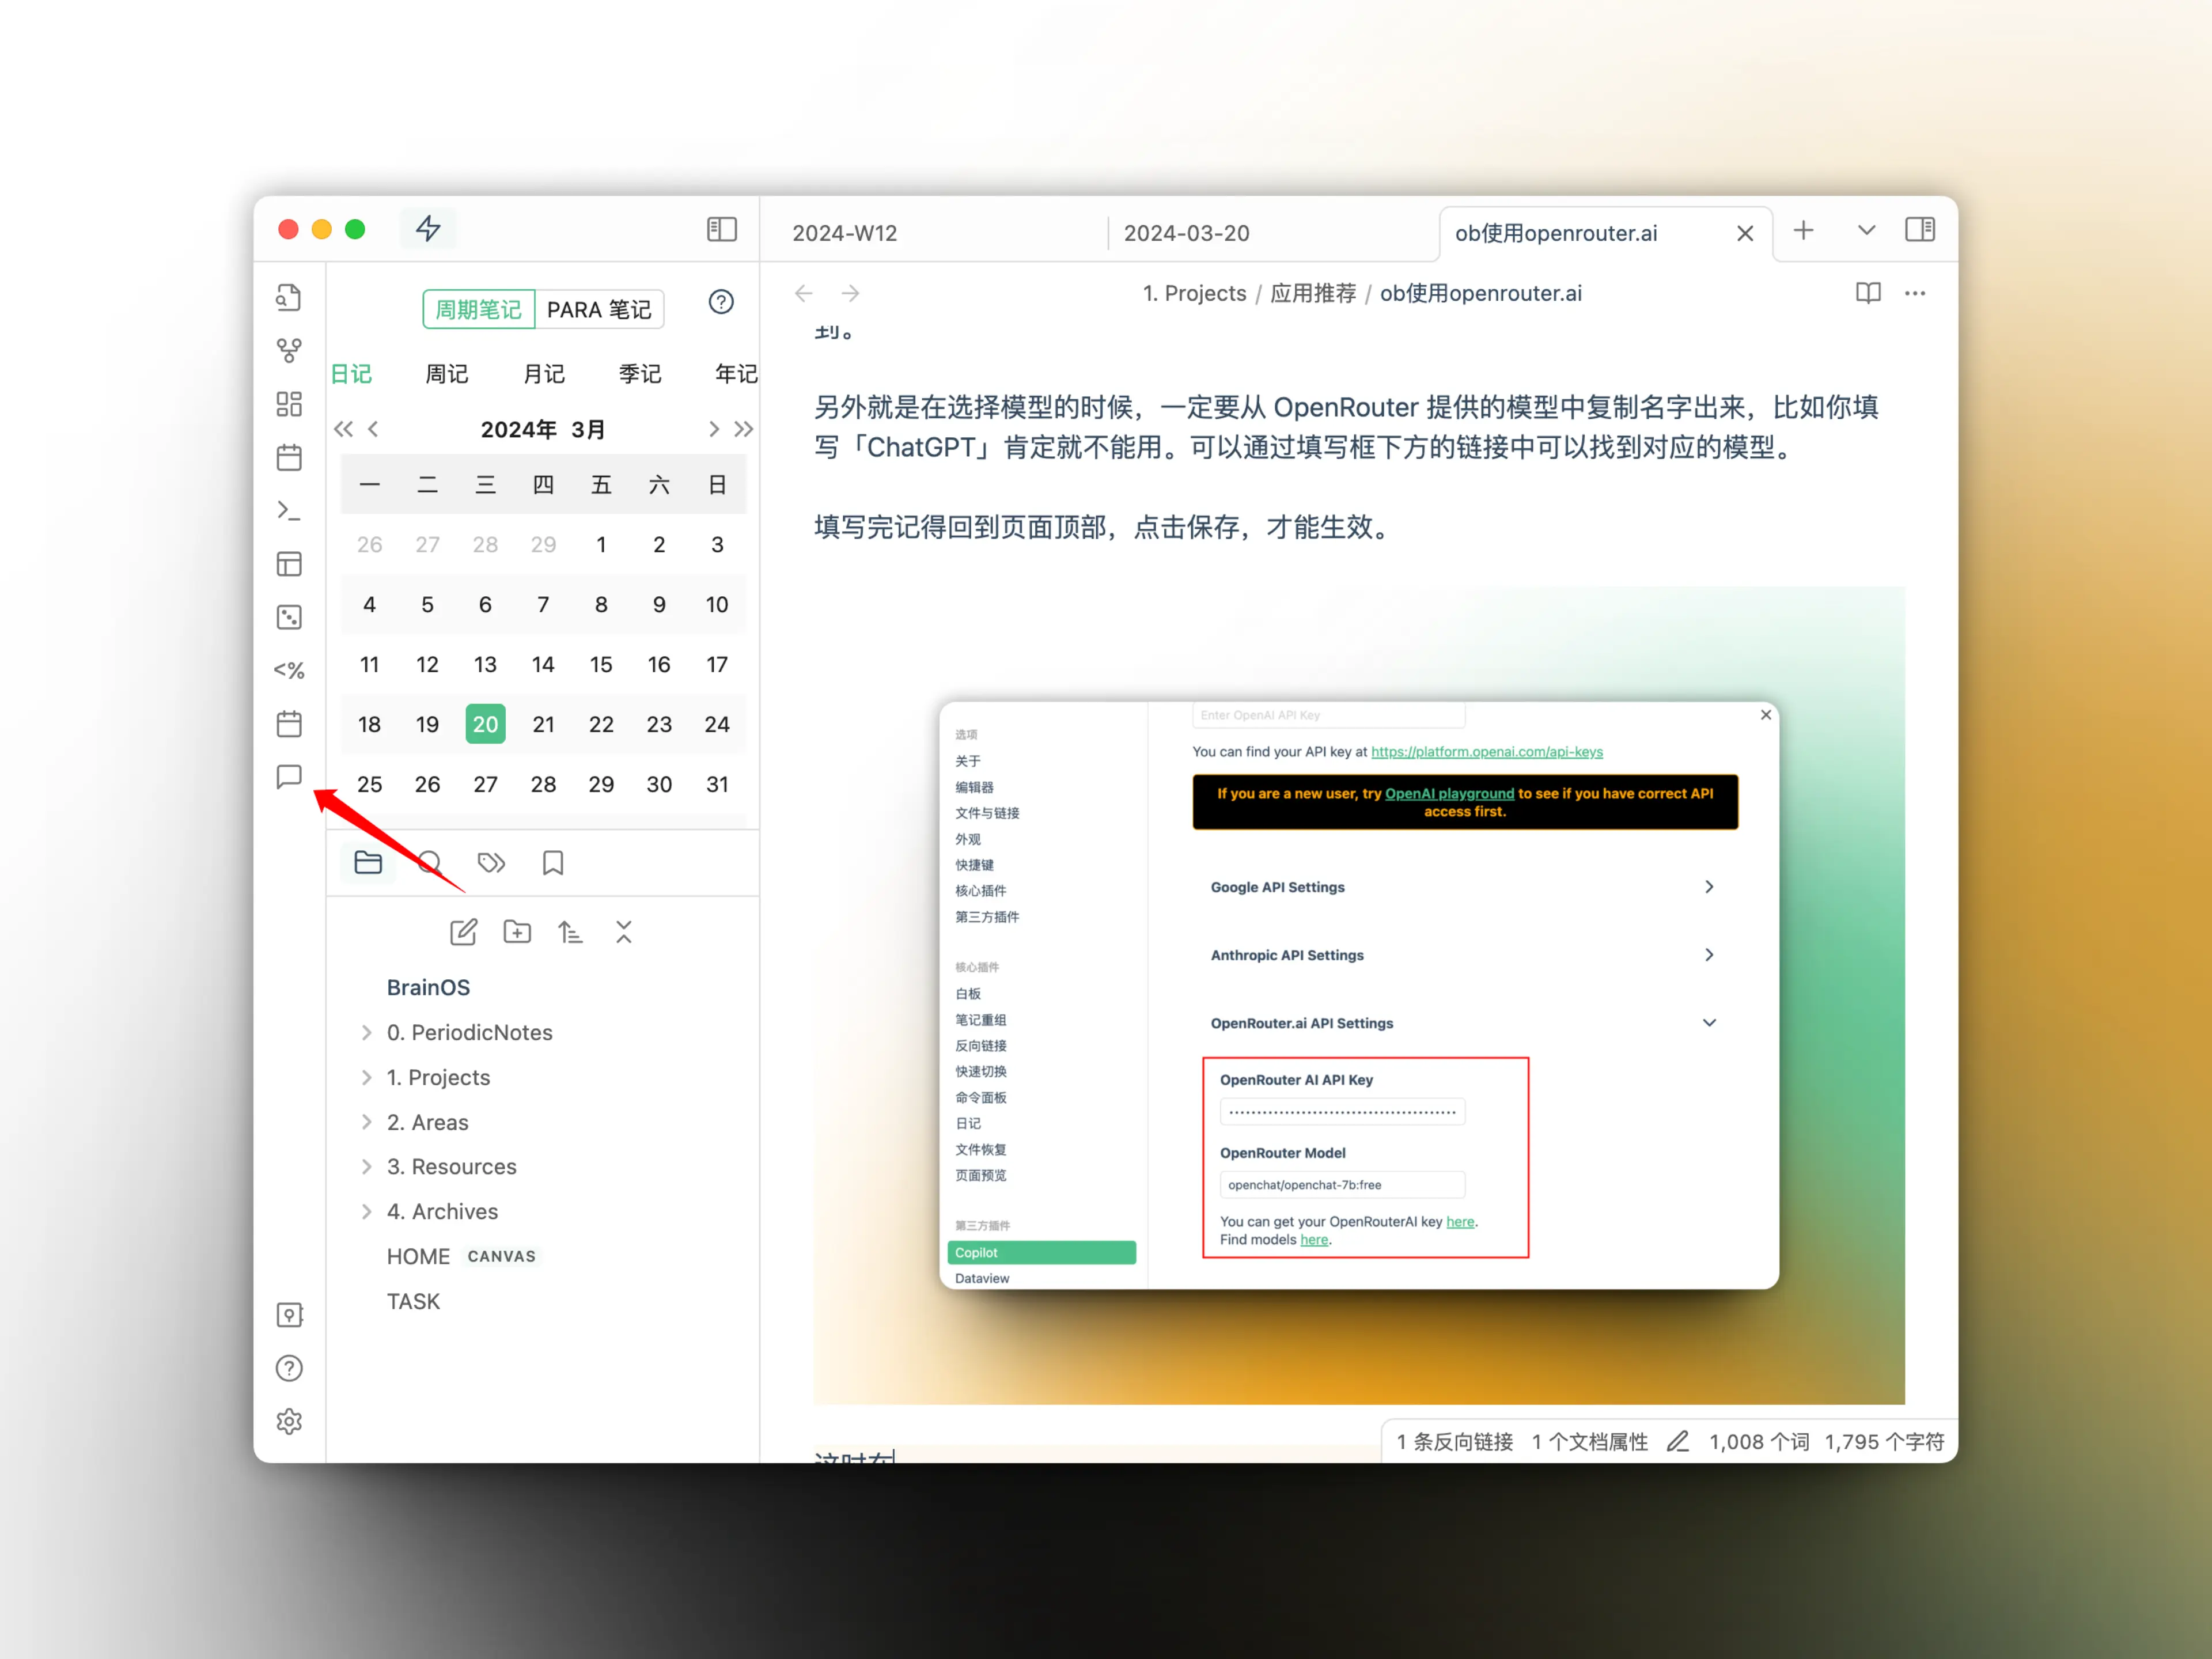 2024-W12
2024-03-20
ob使用openrouter.ai
周期笔记
PARA 笔记
日记
周记
月记
季记
年记
2024年 3月
一 二 三 四 五 六 日
26 27 28 29 1 2 3
4 5 6 7 8 9 10
11 12 13 14 15 16 17
18 19 20 21 22 23 24
25 26 27 28 29 30 31
<%
BrainOS
0. PeriodicNotes
1. Projects
2. Areas
3. Resources
4. Archives
HOME CANVAS
TASK
1. Projects / 应用推荐 / ob使用openrouter.ai
到。
另外就是在选择模型的时候，一定要从 OpenRouter 提供的模型中复制名字出来，比如你填
写「ChatGPT」肯定就不能用。可以通过填写框下方的链接中可以找到对应的模型。
填写完记得回到页面顶部，点击保存，才能生效。
选项
关于
编辑器
文件与链接
外观
快捷键
核心插件
第三方插件
核心插件
白板
笔记重组
反向链接
快速切换
命令面板
日记
文件恢复
页面预览
第三方插件
Copilot
Dataview
Enter OpenAI API Key
You can find your API key at https://platform.openai.com/api-keys
If you are a new user, try OpenAI playground to see if you have correct API
access first.
Google API Settings
Anthropic API Settings
OpenRouter.ai API Settings
OpenRouter AI API Key
OpenRouter Model
openchat/openchat-7b:free
You can get your OpenRouterAI key here.
Find models here.
这时在
1 条反向链接 1 个文档属性 1,008 个词 1,795 个字符